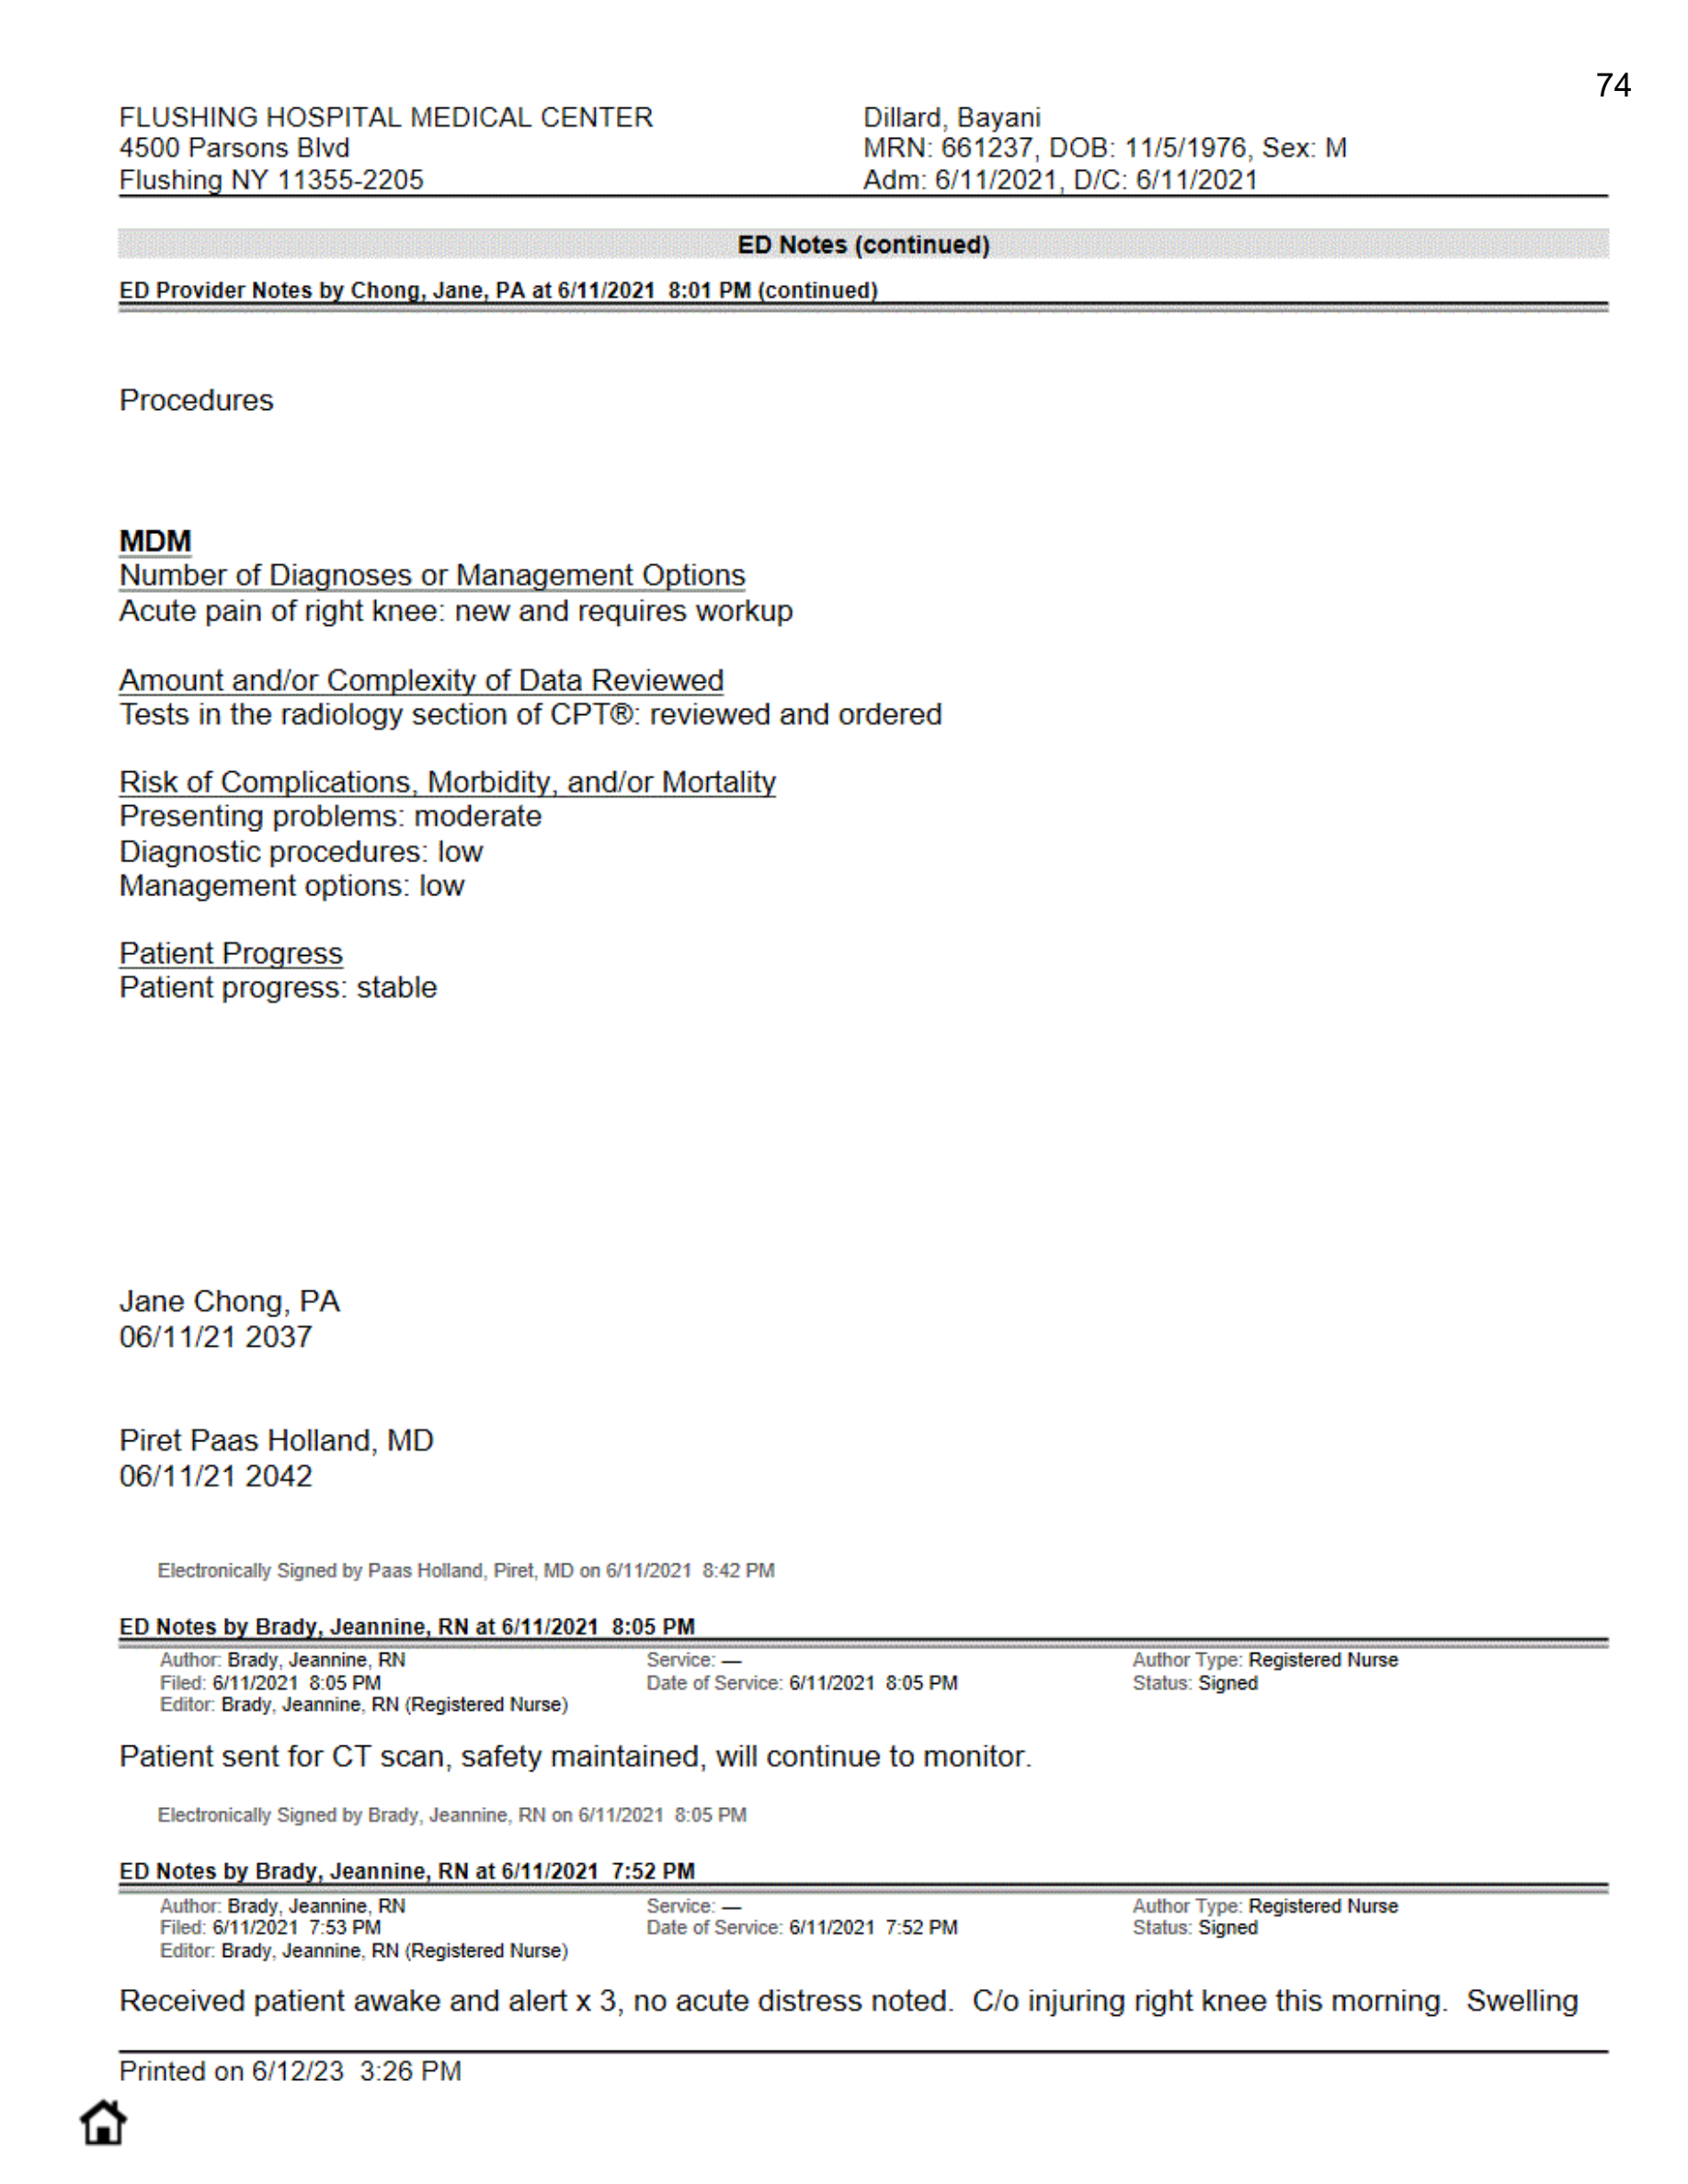 74
FLUSHING HOSPITAL MEDICAL CENTER
4500 Parsons Blvd
Flushing NY 11355-2205
Dillard, Bayani
MRN: 661237, DOB: 11/5/1976, Sex: M
Adm: 6/11/2021, D/C: 6/11/2021
ED Notes (continued)
ED Provider Notes by Chong, Jane, PA at 6/11/2021 8:01 PM (continued)
Procedures
MDM
Number of Diagnoses or Management Options
Acute pain of right knee: new and requires workup
Amount and/or Complexity of Data Reviewed
Tests in the radiology section of CPT®: reviewed and ordered
Risk of Complications, Morbidity, and/or Mortality
Presenting problems: moderate
Diagnostic procedures: low
Management options: low
Patient Progress
Patient progress: stable
Jane Chong, PA
06/11/21 2037
Piret Paas Holland, MD
06/11/21 2042
Electronically Signed by Paas Holland, Piret, MD on 6/11/2021 8:42 PM
ED Notes by Brady, Jeannine, RN at 6/11/2021 8:05 PM
Author: Brady, Jeannine, RN Service: — Author Type: Registered Nurse
Filed: 6/11/2021 8:05 PM Date of Service: 6/11/2021 8:05 PM Status: Signed
Editor: Brady, Jeannine, RN (Registered Nurse)
Patient sent for CT scan, safety maintained, will continue to monitor.
Electronically Signed by Brady, Jeannine, RN on 6/11/2021 8:05 PM
ED Notes by Brady, Jeannine, RN at 6/11/2021 7:52 PM
Author: Brady, Jeannine, RN Service: — Author Type: Registered Nurse
Filed: 6/11/2021 7:53 PM Date of Service: 6/11/2021 7:52 PM Status: Signed
Editor: Brady, Jeannine, RN (Registered Nurse)
Received patient awake and alert x 3, no acute distress noted. C/o injuring right knee this morning. Swelling
Printed on 6/12/23 3:26 PM